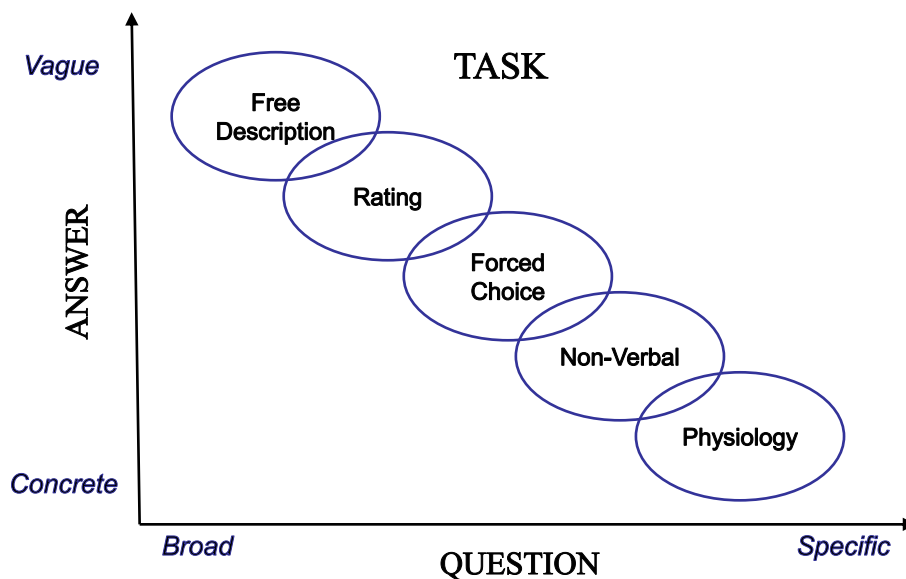 Vague
TASK
Free
Description
Rating
ANSWER
Forced
Choice
Non-Verbal
Physiology
Concrete
Broad
QUESTION
Specific